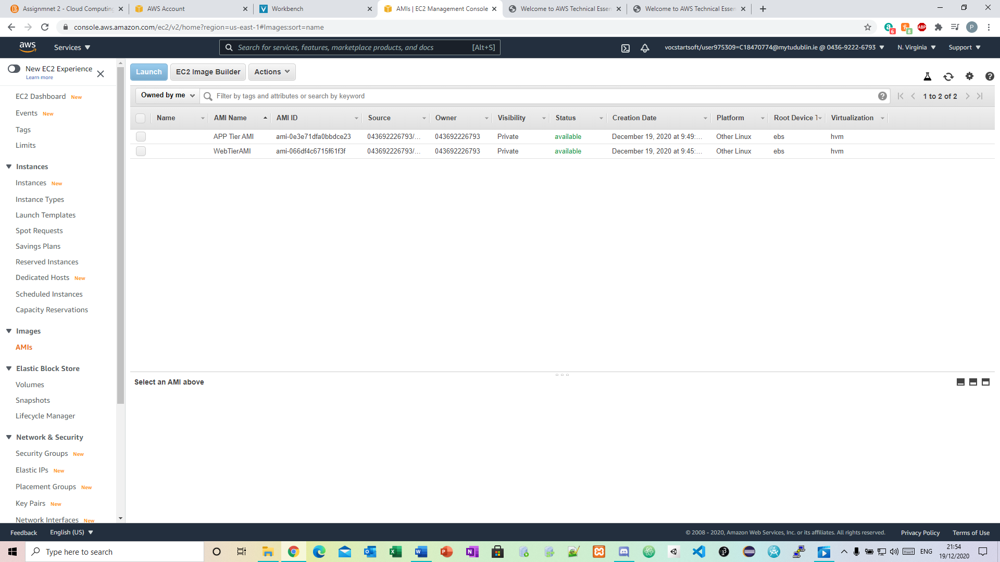 Assignmnet 2 - Cloud Computing
AWS Account
Workbench
AMIs | EC2 Management Console
Welcome to AWS Technical Essen
Welcome to AWS Technical Essen
console.aws.amazon.com/ec2/v2/home?region=us-east-1#Images:sort=name
6
8
ABP
P
aws
Services
Search for services, features, marketplace products, and docs
[Alt+S]
vocstartsoft/user975309=C18470774@mytudublin.ie @ 0436-9222-6793
N. Virginia
Support
New EC2 Experience
Learn more
Launch
EC2 Image Builder
Actions
Owned by me
Filter by tags and attributes or search by keyword
1 to 2 of 2
Name AMI Name AMI ID Source Owner Visibility Status Creation Date Platform Root Device T Virtualization
APP Tier AMI ami-0e3e71dfa0bbdce23 043692226793/... 043692226793 Private available December 19, 2020 at 9:49:... Other Linux ebs hvm
WebTierAMI ami-066df4c6715f61f3f 043692226793/... 043692226793 Private available December 19, 2020 at 9:45:... Other Linux ebs hvm
EC2 Dashboard New
Events New
Tags
Limits
Instances
Instances New
Instance Types
Launch Templates
Spot Requests
Savings Plans
Reserved Instances
Dedicated Hosts New
Scheduled Instances
Capacity Reservations
Images
AMIs
Elastic Block Store
Volumes
Snapshots
Lifecycle Manager
Network & Security
Security Groups New
Elastic IPs New
Placement Groups New
Key Pairs New
Network Interfaces New
Select an AMI above
Feedback
English (US)
© 2008 - 2020, Amazon Web Services, Inc. or its affiliates. All rights reserved.
Privacy Policy
Terms of Use
Type here to search
ENG
21:54
19/12/2020